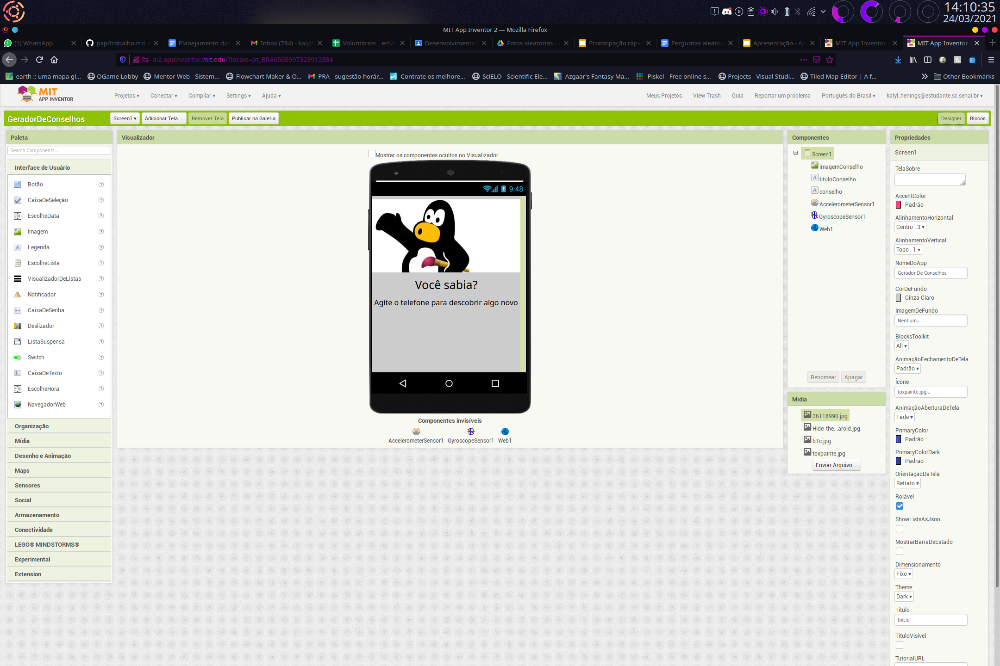 14:10:35
24/03/2021
MIT App Inventor 2 — Mozilla Firefox
(1) WhatsApp
pap/trabalho.md a
Planejamento das
Inbox (784) - kalylh
Voluntários _ emai
Desenvolvimento
Fotos aleatorias - G
Prototipação rápid
Perguntas aleatóri
Apresentação - Ap
MIT App Inventor
MIT App Inventor 2
ai2.appinventor.mit.edu/?locale=pt_BR#6568997328912384
earth :: uma mapa gl...
OGame Lobby
Mentor Web - Sistem...
Flowchart Maker & O...
PRA - sugestão horár...
Contrate os melhore...
SciELO - Scientific Ele...
Azgaar's Fantasy Ma...
Piskel - Free online s...
Projects - Visual Studi...
Tiled Map Editor | A f...
Other Bookmarks
MIT
APP INVENTOR
Projetos ▾
Conectar ▾
Compilar ▾
Settings ▾
Ajuda ▾
Meus Projetos
View Trash
Guia
Reportar um problema
Português do Brasil ▾
kalyl_henings@estudante.sc.senai.br ▾
GeradorDeConselhos
Screen1 ▾
Adicionar Tela ...
Remover Tela
Publicar na Galeria
Designer
Blocos
Paleta
Search Components...
Interface de Usuário
Botão
CaixaDeSeleção
EscolheData
Imagem
Legenda
EscolheLista
VisualizadorDeListas
Notificador
CaixaDeSenha
Deslizador
ListaSuspensa
Switch
CaixaDeTexto
EscolheHora
NavegadorWeb
Organização
Mídia
Desenho e Animação
Maps
Sensores
Social
Armazenamento
Conectividade
LEGO® MINDSTORMS®
Experimental
Extension
Visualizador
Mostrar os componentes ocultos no Visualizador
9:48
Você sabia?
Agite o telefone para descobrir algo novo
Componentes invisíveis
AccelerometerSensor1
GyroscopeSensor1
Web1
Componentes
Screen1
imagemConselho
tituloConselho
conselho
AccelerometerSensor1
GyroscopeSensor1
Web1
Renomear
Apagar
Mídia
36118990.jpg
Hide-the...arold.jpg
b7c.jpg
toxpainte.jpg
Enviar Arquivo ...
Propriedades
Screen1
TelaSobre
AccentColor
Padrão
AlinhamentoHorizontal
Centro : 3 ▾
AlinhamentoVertical
Topo : 1 ▾
NomeDoApp
Gerador De Conselhos
CorDeFundo
Cinza Claro
ImagemDeFundo
Nenhum...
BlocksToolkit
All ▾
AnimaçãoFechamentoDeTela
Padrão ▾
Ícone
toxpainte.jpg...
AnimaçãoAberturaDeTela
Fade ▾
PrimaryColor
Padrão
PrimaryColorDark
Padrão
OrientaçãoDaTela
Retrato ▾
Rolável
ShowListsAsJson
MostrarBarraDeEstado
Dimensionamento
Fixo ▾
Theme
Dark ▾
Título
Inicio
TítuloVisível
TutorialURL